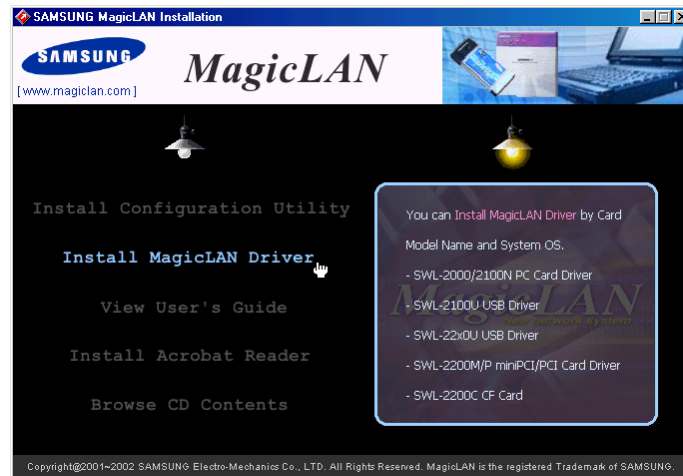 SAMSUNG MagicLAN Installation
SAMSUNG
MagicLAN
[www.magiclan.com]
Install Configuration Utility
Install MagicLAN Driver
View User's Guide
Install Acrobat Reader
Browse CD Contents
You can Install MagicLAN Driver by Card
Model Name and System OS.
- SWL-2000/2100N PC Card Driver
- SWL-2100U USB Driver
- SWL-22x0U USB Driver
- SWL-2200M/P miniPCI/PCI Card Driver
- SWL-2200C CF Card
MagicLAN
New network system
Copyright@2001~2002 SAMSUNG Electro-Mechanics Co., LTD. All Rights Reserved. MagicLAN is the registered Trademark of SAMSUNG.